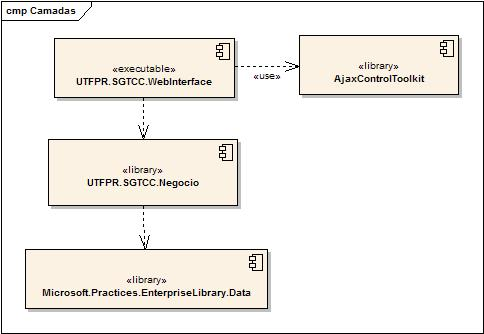 cmp Camadas
«executable»
UTFPR.SGTCC.WebInterface
«use»
«library»
AjaxControlToolkit
«library»
UTFPR.SGTCC.Negocio
«library»
Microsoft.Practices.EnterpriseLibrary.Data